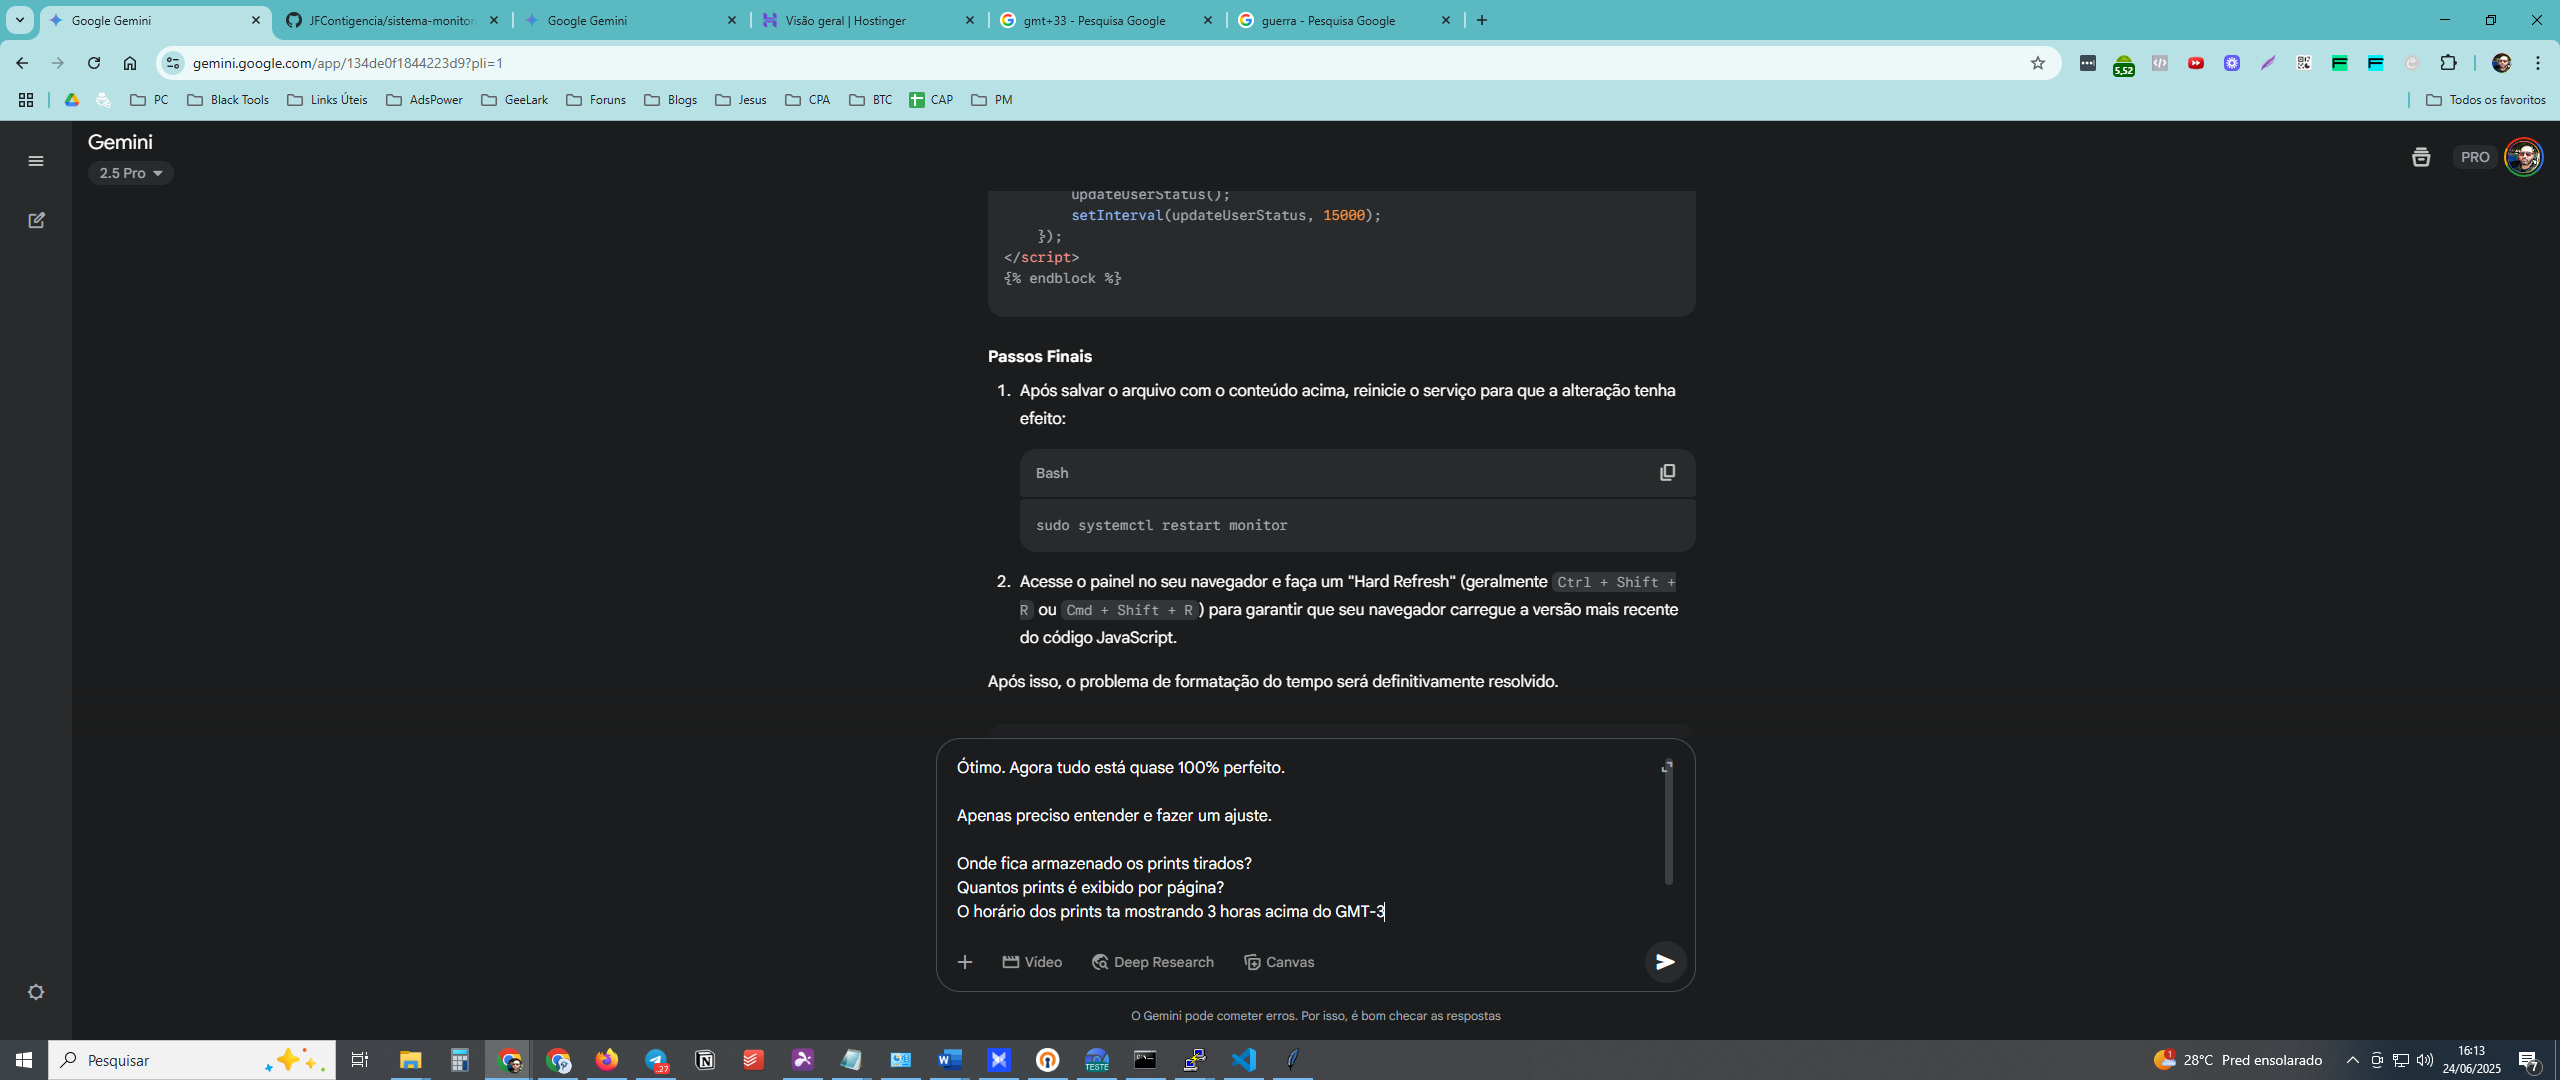 Google Gemini
JFContigencia/sistema-monitor
Google Gemini
Visão geral | Hostinger
gmt+33 - Pesquisa Google
guerra - Pesquisa Google
gemini.google.com/app/134de0f1844223d9?pli=1
5,52
PC
Black Tools
Links Úteis
AdsPower
GeeLark
Foruns
Blogs
Jesus
CPA
BTC
CAP
PM
Todos os favoritos
Gemini
2.5 Pro
PRO
updateUserStatus();
setInterval(updateUserStatus, 15000);
});
</script>
{% endblock %}
Passos Finais
1. Após salvar o arquivo com o conteúdo acima, reinicie o serviço para que a alteração tenha
efeito:
Bash
sudo systemctl restart monitor
2. Acesse o painel no seu navegador e faça um "Hard Refresh" (geralmente Ctrl + Shift +
R ou Cmd + Shift + R) para garantir que seu navegador carregue a versão mais recente
do código JavaScript.
Após isso, o problema de formatação do tempo será definitivamente resolvido.
Ótimo. Agora tudo está quase 100% perfeito.
Apenas preciso entender e fazer um ajuste.
Onde fica armazenado os prints tirados?
Quantos prints é exibido por página?
O horário dos prints ta mostrando 3 horas acima do GMT-3
Vídeo
Deep Research
Canvas
O Gemini pode cometer erros. Por isso, é bom checar as respostas
Pesquisar
27
TESTE
1
28°C Pred ensolarado
16:13
24/06/2025
7